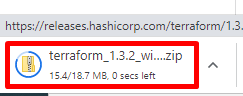 https://releases.hashicorp.com/terraform/1.3.
terraform_1.3.2_wi....zip
15.4/18.7 MB, 0 secs left